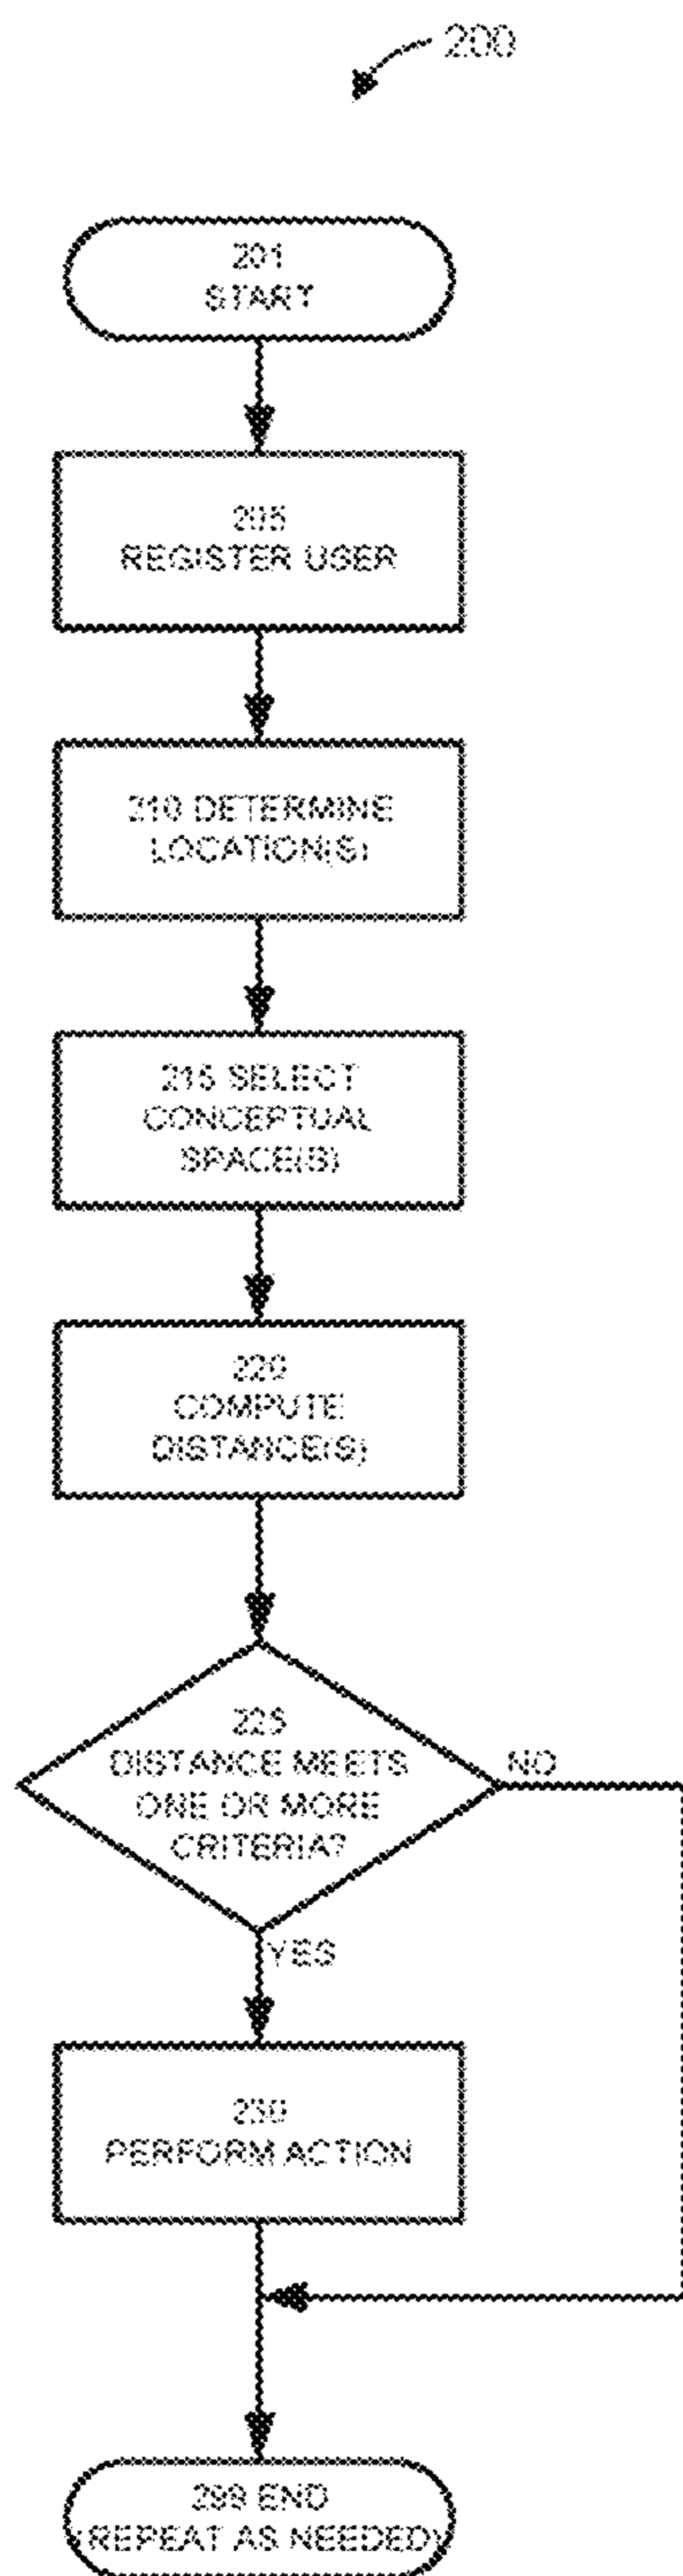 200
201
START
205
REGISTER USER
210 DETERMINE
LOCATION(S)
215 SELECT
CONCEPTUAL
SPACE(S)
220
COMPUTE
DISTANCE(S)
225
DISTANCE MEETS
ONE OR MORE
CRITERIA?
NO
YES
230
PERFORM ACTION
299 END
(REPEAT AS NEEDED)